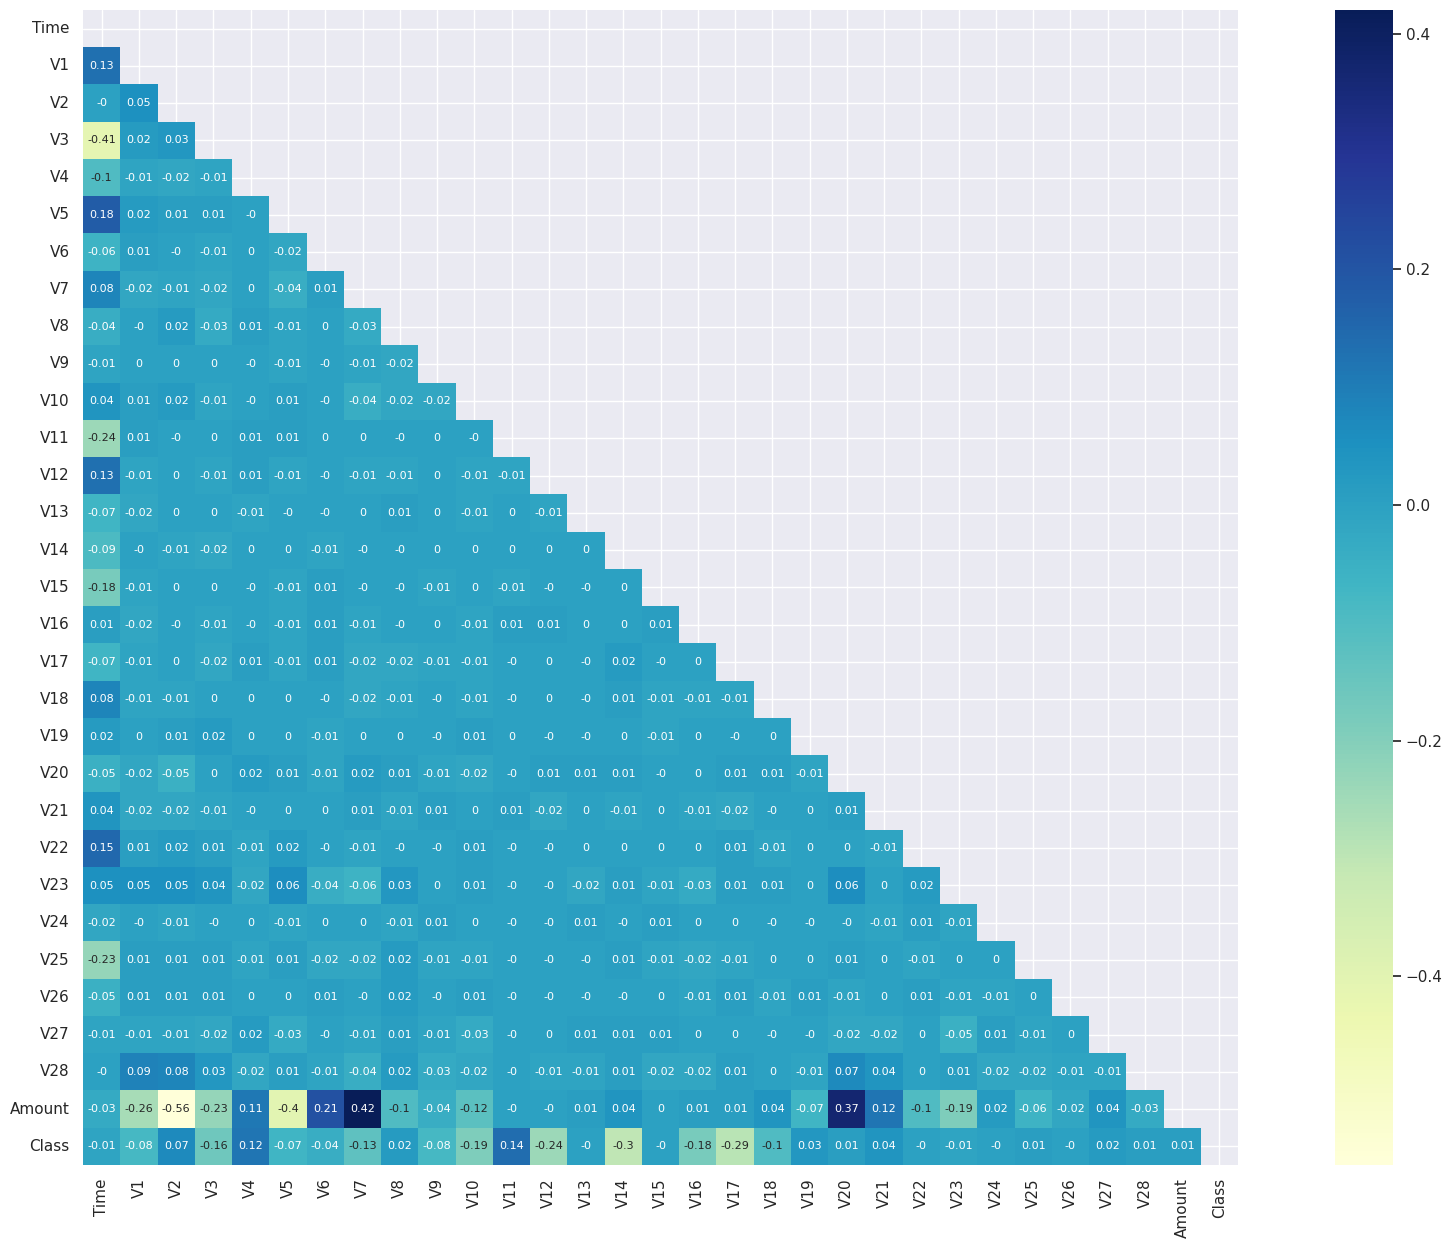 Time
V1 0.13
V2 -0 0.05
V3 -0.41 0.02 0.03
V4 -0.1 -0.01 -0.02 -0.01
V5 0.18 0.02 0.01 0.01 -0
V6 -0.06 0.01 -0 -0.01 0 -0.02
V7 0.08 -0.02 -0.01 -0.02 0 -0.04 0.01
V8 -0.04 -0 0.02 -0.03 0.01 -0.01 0 -0.03
V9 -0.01 0 0 0 -0 -0.01 -0 -0.01 -0.02
V10 0.04 0.01 0.02 -0.01 -0 0.01 -0 -0.04 -0.02 -0.02
V11 -0.24 0.01 -0 0 0.01 0.01 0 0 -0 0 -0
V12 0.13 -0.01 0 -0.01 0.01 -0.01 -0 -0.01 -0.01 0 -0.01 -0.01
V13 -0.07 -0.02 0 0 -0.01 -0 -0 0 0.01 0 -0.01 0 -0.01
V14 -0.09 -0 -0.01 -0.02 0 0 -0.01 -0 -0 0 0 0 0 0
V15 -0.18 -0.01 0 0 -0 -0.01 0.01 -0 -0 -0.01 0 -0.01 -0 -0 0
V16 0.01 -0.02 -0 -0.01 -0 -0.01 0.01 -0.01 -0 0 -0.01 0.01 0.01 0 0 0.01
V17 -0.07 -0.01 0 -0.02 0.01 -0.01 0.01 -0.02 -0.02 -0.01 -0.01 -0 0 -0 0.02 -0 0
V18 0.08 -0.01 -0.01 0 0 0 -0 -0.02 -0.01 -0 -0.01 -0 0 -0 0.01 -0.01 -0.01 -0.01
V19 0.02 0 0.01 0.02 0 0 -0.01 0 0 -0 0.01 0 -0 -0 0 -0.01 0 -0 0
V20 -0.05 -0.02 -0.05 0 0.02 0.01 -0.01 0.02 0.01 -0.01 -0.02 -0 0.01 0.01 0.01 -0 0 0.01 0.01 -0.01
V21 0.04 -0.02 -0.02 -0.01 -0 0 0 0.01 -0.01 0.01 0 0.01 -0.02 0 -0.01 0 -0.01 -0.02 -0 0 0.01
V22 0.15 0.01 0.02 0.01 -0.01 0.02 -0 -0.01 -0 -0 0.01 -0 -0 0 0 0 0 0.01 -0.01 0 0 -0.01
V23 0.05 0.05 0.05 0.04 -0.02 0.06 -0.04 -0.06 0.03 0 0.01 -0 -0 -0.02 0.01 -0.01 -0.03 0.01 0.01 0 0.06 0 0.02
V24 -0.02 -0 -0.01 -0 0 -0.01 0 0 -0.01 0.01 0 -0 -0 0.01 -0 0.01 0 0 -0 -0 -0 -0.01 0.01 -0.01
V25 -0.23 0.01 0.01 0.01 -0.01 0.01 -0.02 -0.02 0.02 -0.01 -0.01 -0 -0 -0 0.01 -0.01 -0.02 -0.01 0 0 0.01 0 -0.01 0 0
V26 -0.05 0.01 0.01 0.01 0 0 0.01 -0 0.02 -0 0.01 -0 -0 -0 -0 0 -0.01 0.01 -0.01 0.01 -0.01 0 0.01 -0.01 -0.01 0
V27 -0.01 -0.01 -0.01 -0.02 0.02 -0.03 -0 -0.01 0.01 -0.01 -0.03 -0 0 0.01 0.01 0.01 0 0 -0 -0 -0.02 -0.02 0 -0.05 0.01 -0.01 0
V28 -0 0.09 0.08 0.03 -0.02 0.01 -0.01 -0.04 0.02 -0.03 -0.02 -0 -0.01 -0.01 0.01 -0.02 -0.02 0.01 0 -0.01 0.07 0.04 0 0.01 -0.02 -0.02 -0.01 -0.01
Amount -0.03 -0.26 -0.56 -0.23 0.11 -0.4 0.21 0.42 -0.1 -0.04 -0.12 -0 -0 0.01 0.04 0 0.01 0.01 0.04 -0.07 0.37 0.12 -0.1 -0.19 0.02 -0.06 -0.02 0.04 -0.03
Class -0.01 -0.08 0.07 -0.16 0.12 -0.07 -0.04 -0.13 0.02 -0.08 -0.19 0.14 -0.24 -0 -0.3 -0 -0.18 -0.29 -0.1 0.03 0.01 0.04 -0 -0.01 -0 0.01 -0 0.02 0.01 0.01
Time V1 V2 V3 V4 V5 V6 V7 V8 V9 V10 V11 V12 V13 V14 V15 V16 V17 V18 V19 V20 V21 V22 V23 V24 V25 V26 V27 V28 Amount Class
0.4
0.2
0.0
−0.2
−0.4